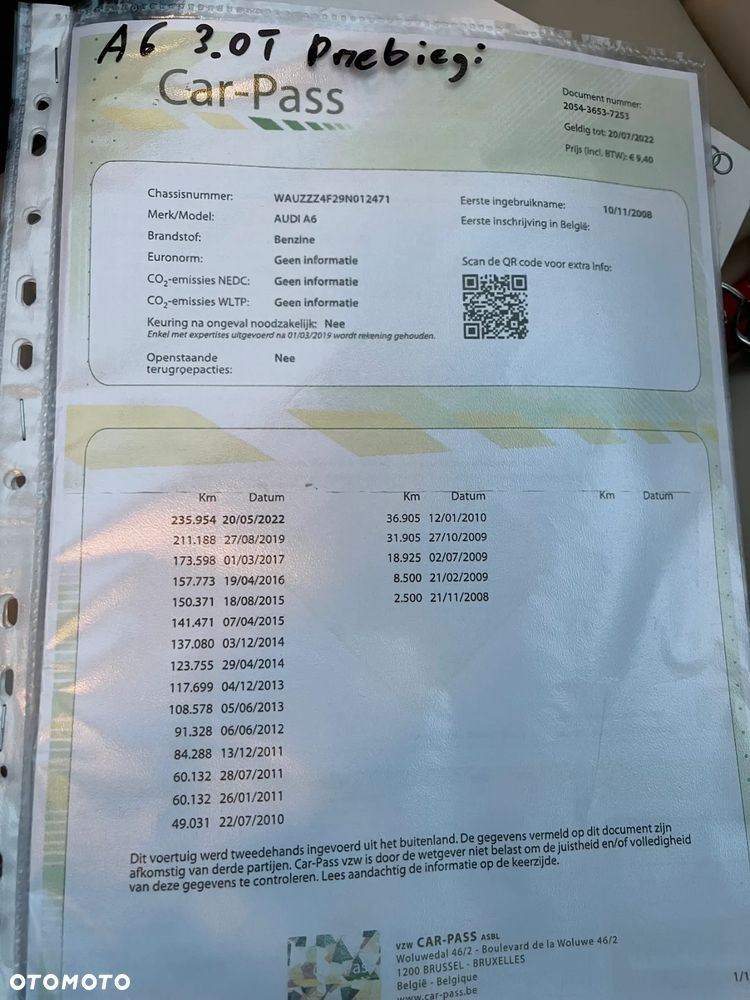 A6 3.0T Przebieg:
Car-Pass
Document nummer:
2054-3653-7253
Geldig tot: 20/07/2022
Prijs (incl. BTW): € 9,40
Chassisnummer: WAUZZZ4F29N012471
Merk/Model: AUDI A6
Brandstof: Benzine
Euronorm: Geen informatie
CO2-emissies NEDC: Geen informatie
CO2-emissies WLTP: Geen informatie
Keuring na ongeval noodzakelijk: Nee
Enkel met expertises uitgevoerd na 01/03/2019 wordt rekening gehouden.
Openstaande terugroepacties: Nee
Eerste ingebruikname: 10/11/2008
Eerste inschrijving in België:
Scan de QR code voor extra info:
Km Datum Km Datum Km Datum
235.954 20/05/2022 36.905 12/01/2010
211.188 27/08/2019 31.905 27/10/2009
173.598 01/03/2017 18.925 02/07/2009
157.773 19/04/2016 8.500 21/02/2009
150.371 18/08/2015 2.500 21/11/2008
141.471 07/04/2015
137.080 03/12/2014
123.755 29/04/2014
117.699 04/12/2013
108.578 05/06/2013
91.328 06/06/2012
84.288 13/12/2011
60.132 28/07/2011
60.132 26/01/2011
49.031 22/07/2010
Dit voertuig werd tweedehands ingevoerd uit het buitenland. De gegevens vermeld op dit document zijn
afkomstig van derde partijen. Car-Pass vzw is door de wetgever niet belast om de juistheid en/of volledigheid
van deze gegevens te controleren. Lees aandachtig de informatie op de keerzijde.
vzw CAR-PASS ASBL
Woluwedal 46/2 - Boulevard de la Woluwe 46/2
1200 BRUSSEL - BRUXELLES
België - Belgique
www.car-pass.be
1/1
OTOMOTO